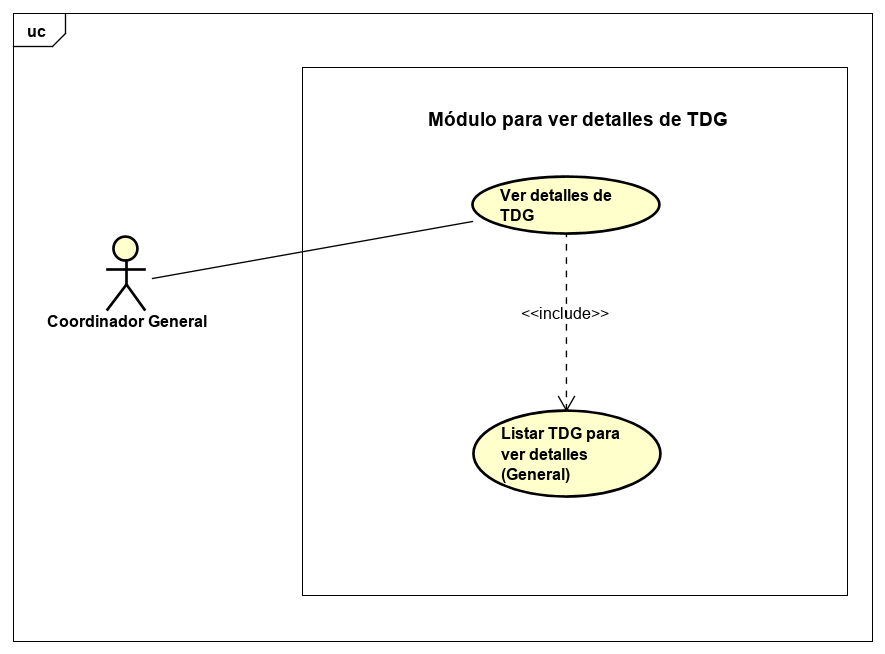 uc
Módulo para ver detalles de TDG
Ver detalles de
TDG
<<include>>
Coordinador General
Listar TDG para
ver detalles
(General)